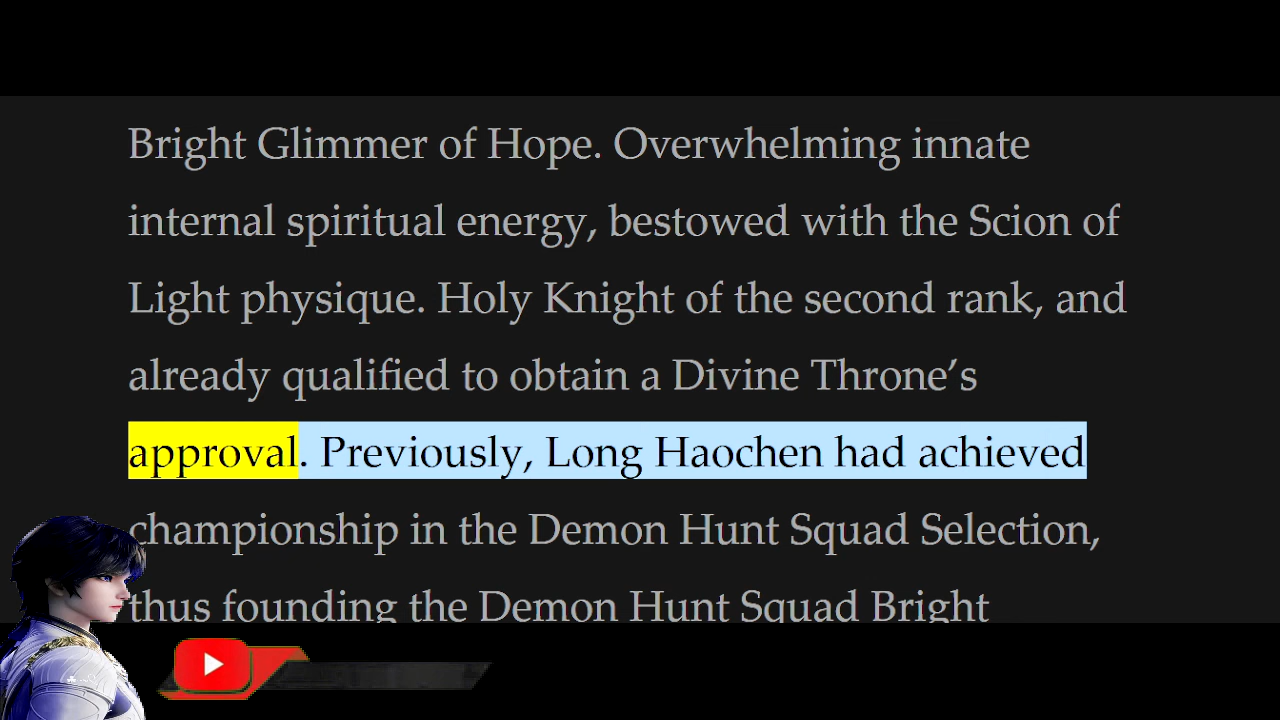 Bright Glimmer of Hope. Overwhelming innate
internal spiritual energy, bestowed with the Scion of
Light physique. Holy Knight of the second rank, and
already qualified to obtain a Divine Throne’s
approval. Previously, Long Haochen had achieved
championship in the Demon Hunt Squad Selection,
thus founding the Demon Hunt Squad Bright